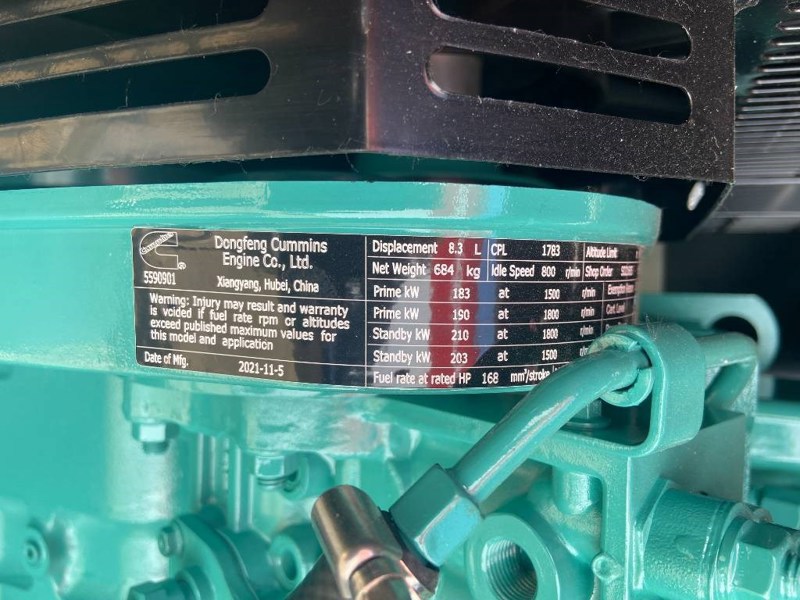 Cummins
Dongfeng Cummins
Engine Co., Ltd.
5590901
Xiangyang, Hubei, China
Warning: Injury may result and warranty
is voided if fuel rate rpm or altitudes
exceed published maximum values for
this model and application
Date of Mfg. 2021-11-5
Displacement 8.3 L CPL 1783 Altitude Limit
Net Weight 684 kg Idle Speed 800 r/min Shop Order
Prime kW 183 at 1500 r/min
Prime kW 190 at 1800 r/min
Standby kW 210 at 1800
Standby kW 203 at 1500
Fuel rate at rated HP 168 mm³/stroke